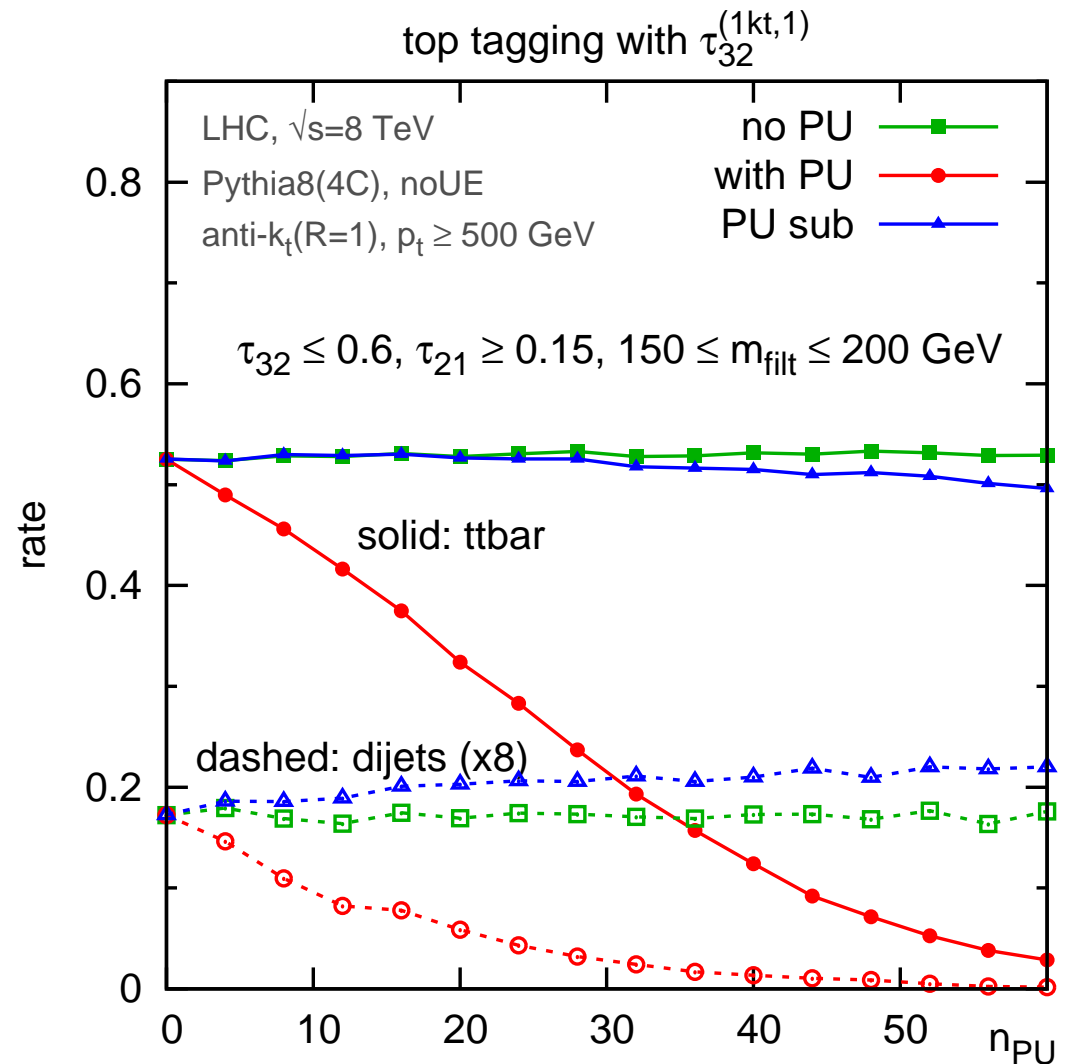 top tagging with τ32(1kt,1)
LHC, √s=8 TeV
Pythia8(4C), noUE
anti-kt(R=1), pt ≥ 500 GeV
no PU
with PU
PU sub
τ32 ≤ 0.6, τ21 ≥ 0.15, 150 ≤ mfilt ≤ 200 GeV
solid: ttbar
dashed: dijets (x8)
rate
0.8
0.6
0.4
0.2
0
0 10 20 30 40 50 nPU